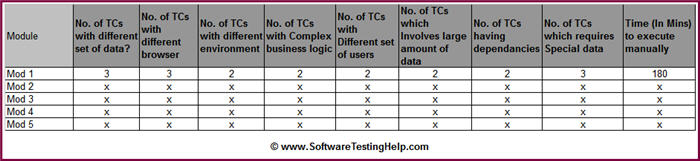 Module No. of TCs with different set of data? No. of TCs with different browser No. of TCs with different environment No. of TCs with Complex business logic No. of TCs with Different set of users No. of TCs which Involves large amount of data No. of TCs having dependancies No. of TCs which requires Special data Time (In Mins) to execute manually
Mod 1 3 3 2 2 2 2 2 3 180
Mod 2 x x x x x x x x x
Mod 3 x x x x x x x x x
Mod 4 x x x x x x x x x
Mod 5 x x x x x x x x x
© www.SoftwareTestingHelp.com